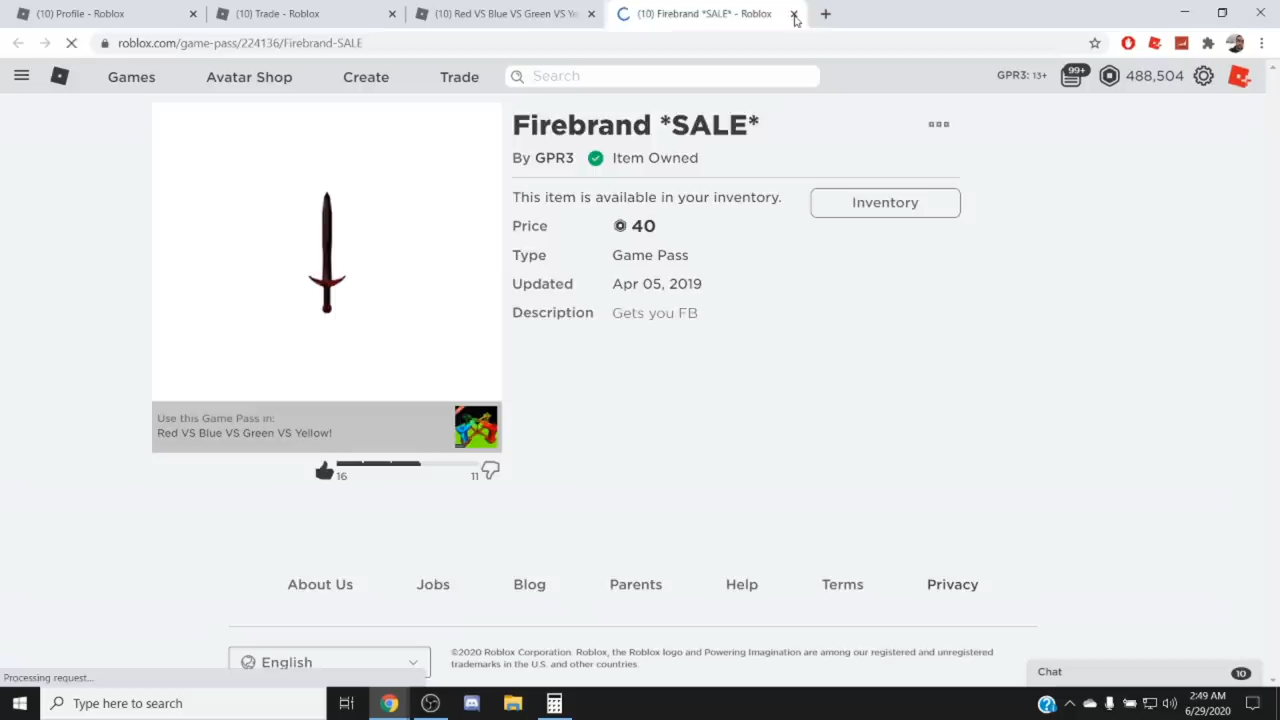 (10) Profile - Roblox
(10) Trade - Roblox
(10) Red VS Blue VS Green VS Ye
(10) Firebrand *SALE* - Roblox
roblox.com/game-pass/224136/Firebrand-SALE
Games
Avatar Shop
Create
Trade
Search
GPR3: 13+
99+
488,504
Firebrand *SALE*
By GPR3
Item Owned
This item is available in your inventory.
Inventory
Price
40
Type
Game Pass
Updated
Apr 05, 2019
Description
Gets you FB
Use this Game Pass in:
Red VS Blue VS Green VS Yellow!
16
11
About Us
Jobs
Blog
Parents
Help
Terms
Privacy
English
©2020 Roblox Corporation. Roblox, the Roblox logo and Powering Imagination are among our registered and unregistered
trademarks in the U.S. and other countries.
Chat
10
Processing request...
Type here to search
2:49 AM
6/29/2020